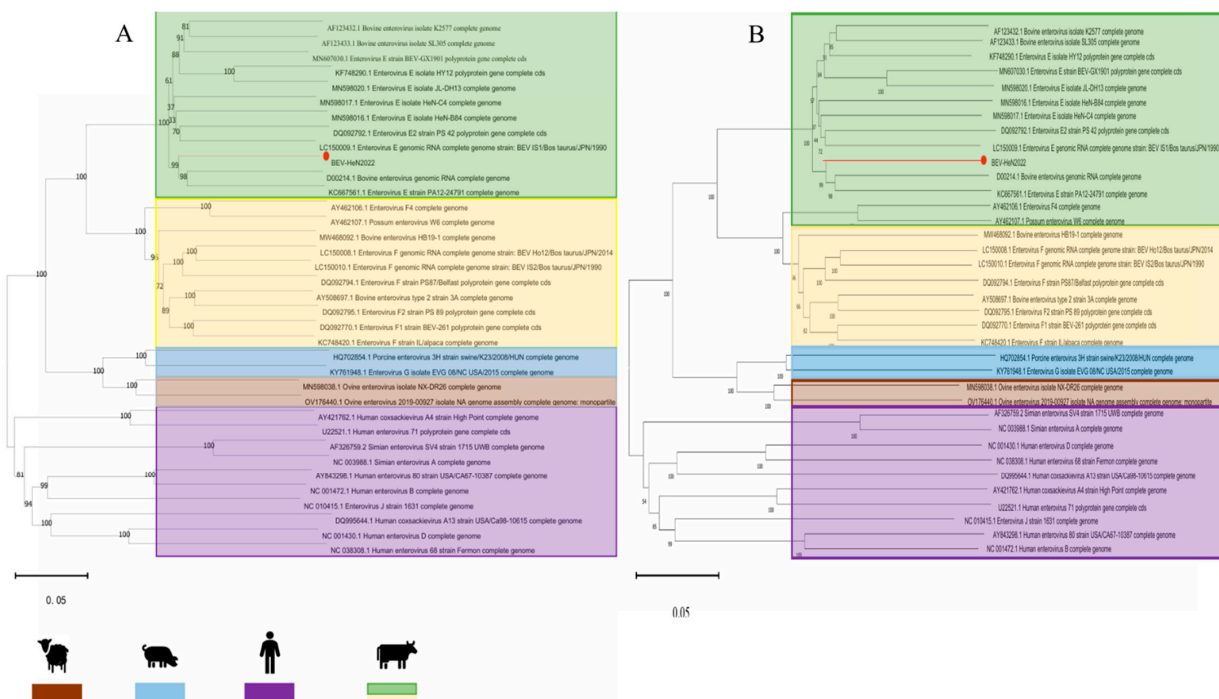 A
81
AF123432.1 Bovine enterovirus isolate K2577 complete genome
91
AF123433.1 Bovine enterovirus isolate SL305 complete genome
88
MN607030.1 Enterovirus E strain BEV-GX1901 polyprotein gene complete cds
100
KF748290.1 Enterovirus E isolate HY12 polyprotein gene complete cds
61
MN598020.1 Enterovirus E isolate JL-DH13 complete genome
37
MN598017.1 Enterovirus E isolate HeN-C4 complete genome
33
MN598016.1 Enterovirus E isolate HeN-B84 complete genome
100
70
DQ092792.1 Enterovirus E2 strain PS 42 polyprotein gene complete cds
LC150009.1 Enterovirus E genomic RNA complete genome strain: BEV IS1/Bos taurus/JPN/1990
99
BEV-HeN2022
98
D00214.1 Bovine enterovirus genomic RNA complete genome
KC667561.1 Enterovirus E strain PA12-24791 complete genome
100
AY462106.1 Enterovirus F4 complete genome
AY462107.1 Possum enterovirus W6 complete genome
100
MW468092.1 Bovine enterovirus HB19-1 complete genome
100
LC150008.1 Enterovirus F genomic RNA complete genome strain: BEV Ho12/Bos taurus/JPN/2014
LC150010.1 Enterovirus F genomic RNA complete genome strain: BEV IS2/Bos taurus/JPN/1990
100
72
100
DQ092794.1 Enterovirus F strain PS87/Belfast polyprotein gene complete cds
100
AY508697.1 Bovine enterovirus type 2 strain 3A complete genome
89
DQ092795.1 Enterovirus F2 strain PS 89 polyprotein gene complete cds
100
DQ092770.1 Enterovirus F1 strain BEV-261 polyprotein gene complete cds
KC748420.1 Enterovirus F strain IL/alpaca complete genome
100
HQ702854.1 Porcine enterovirus 3H strain swine/K23/2008/HUN complete genome
100
KY761948.1 Enterovirus G isolate EVG 08/NC USA/2015 complete genome
100
MN598038.1 Ovine enterovirus isolate NX-DR26 complete genome
OV176440.1 Ovine enterovirus 2019-00927 isolate NA genome assembly complete genome: monopartite
100
AY421762.1 Human coxsackievirus A4 strain High Point complete genome
U22521.1 Human enterovirus 71 polyprotein gene complete cds
100
AF326759.2 Simian enterovirus SV4 strain 1715 UWB complete genome
NC 003988.1 Simian enterovirus A complete genome
81
100
AY843298.1 Human enterovirus 80 strain USA/CA67-10387 complete genome
99
NC 001472.1 Human enterovirus B complete genome
94
NC 010415.1 Enterovirus J strain 1631 complete genome
100
DQ995644.1 Human coxsackievirus A13 strain USA/Ca98-10615 complete genome
100
NC 001430.1 Human enterovirus D complete genome
NC 038308.1 Human enterovirus 68 strain Fermon complete genome
0.05
B
AF123432.1 Bovine enterovirus isolate K2577 complete genome
AF123433.1 Bovine enterovirus isolate SL305 complete genome
KF748290.1 Enterovirus E isolate HY12 polyprotein gene complete cds
MN607030.1 Enterovirus E strain BEV-GX1901 polyprotein gene complete cds
100
MN598020.1 Enterovirus E isolate JL-DH13 complete genome
MN598016.1 Enterovirus E isolate HeN-B84 complete genome
MN598017.1 Enterovirus E isolate HeN-C4 complete genome
100
DQ092792.1 Enterovirus E2 strain PS 42 polyprotein gene complete cds
44
72
LC150009.1 Enterovirus E genomic RNA complete genome strain: BEV IS1/Bos taurus/JPN/1990
BEV-HeN2022
99
D00214.1 Bovine enterovirus genomic RNA complete genome
98
KC667561.1 Enterovirus E strain PA12-24791 complete genome
AY462106.1 Enterovirus F4 complete genome
100
AY462107.1 Possum enterovirus W6 complete genome
100
MW468092.1 Bovine enterovirus HB19-1 complete genome
LC150008.1 Enterovirus F genomic RNA complete genome strain: BEV Ho12/Bos taurus/JPN/2014
100
LC150010.1 Enterovirus F genomic RNA complete genome strain: BEV IS2/Bos taurus/JPN/1990
100
DQ092794.1 Enterovirus F strain PS87/Belfast polyprotein gene complete cds
AY508697.1 Bovine enterovirus type 2 strain 3A complete genome
100
DQ092795.1 Enterovirus F2 strain PS 89 polyprotein gene complete cds
DQ092770.1 Enterovirus F1 strain BEV-261 polyprotein gene complete cds
KC748420.1 Enterovirus F strain IL/alpaca complete genome
HQ702854.1 Porcine enterovirus 3H strain swine/K23/2008/HUN complete genome
100
KY761948.1 Enterovirus G isolate EVG 08/NC USA/2015 complete genome
100
MN598038.1 Ovine enterovirus isolate NX-DR26 complete genome
100
OV176440.1 Ovine enterovirus 2019-00927 isolate NA genome assembly complete genome: monopartite
AF326759.2 Simian enterovirus SV4 strain 1715 UWB complete genome
100
NC 003988.1 Simian enterovirus A complete genome
NC 001430.1 Human enterovirus D complete genome
100
NC 038308.1 Human enterovirus 68 strain Fermon complete genome
100
DQ995644.1 Human coxsackievirus A13 strain USA/Ca98-10615 complete genome
94
AY421762.1 Human coxsackievirus A4 strain High Point complete genome
100
U22521.1 Human enterovirus 71 polyprotein gene complete cds
NC 010415.1 Enterovirus J strain 1631 complete genome
99
AY843298.1 Human enterovirus 80 strain USA/CA67-10387 complete genome
100
NC 001472.1 Human enterovirus B complete genome
0.05